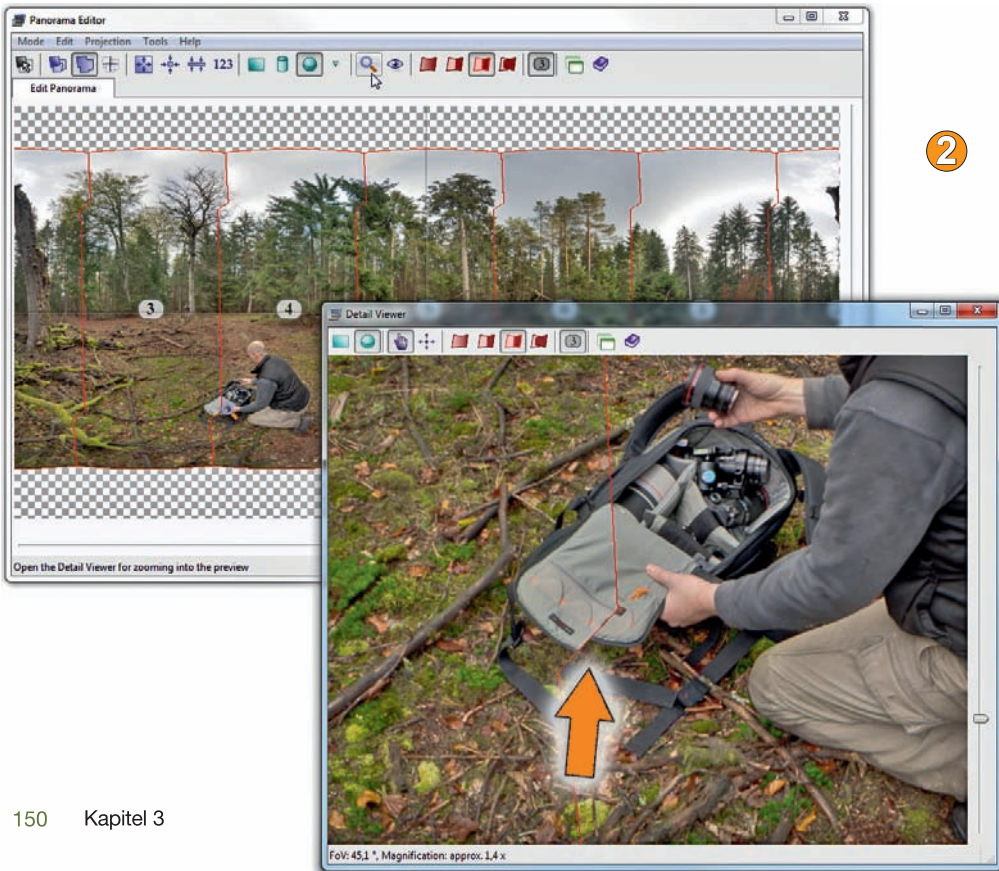 Panorama Editor
Mode Edit Projection Tools Help
123
3
Edit Panorama
2
3
4
Detail Viewer
3
Open the Detail Viewer for zooming into the preview
150 Kapitel 3
FoV: 45,1 °, Magnification: approx. 1,4 x